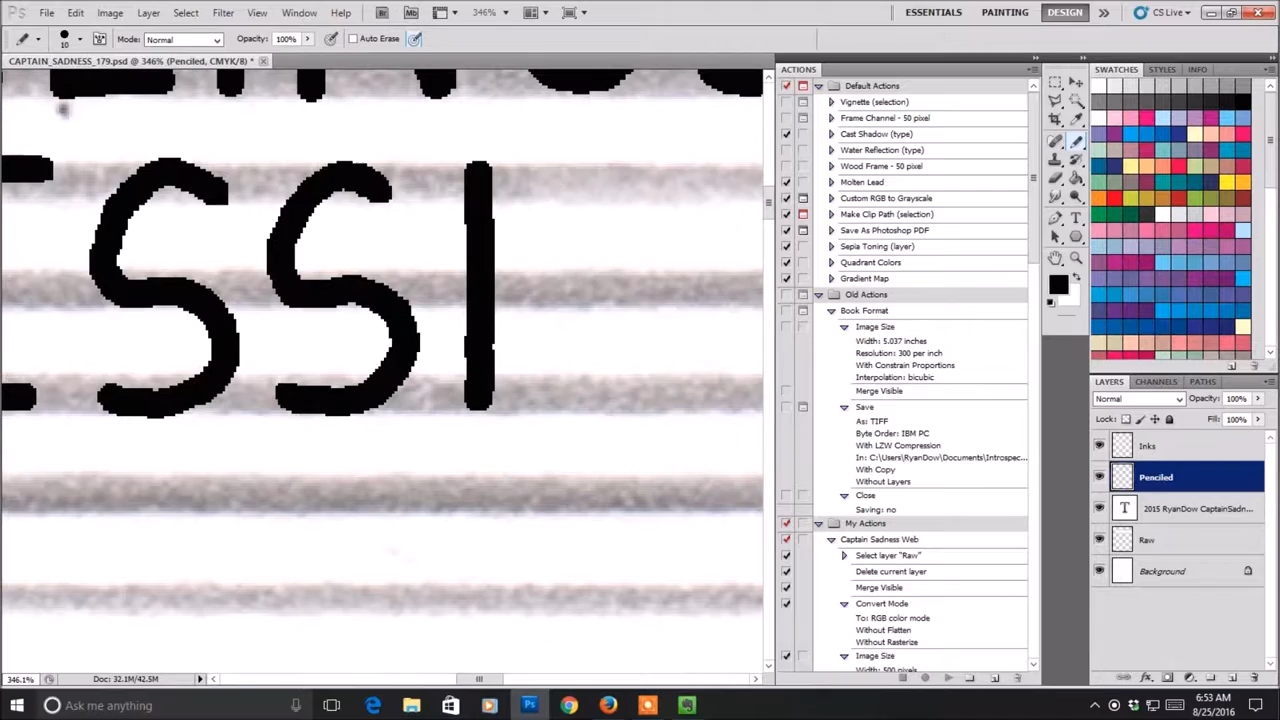 Ps File Edit Image Layer Select Filter View Window Help Br Mb 346% ESSENTIALS PAINTING DESIGN CS Live
10 Mode: Normal Opacity: 100% Auto Erase
CAPTAIN_SADNESS_179.psd @ 346% (Penciled, CMYK/8) *
SSI
346.1% Doc: 32.1M/42.5M
ACTIONS
Default Actions
Vignette (selection)
Frame Channel - 50 pixel
Cast Shadow (type)
Water Reflection (type)
Wood Frame - 50 pixel
Molten Lead
Custom RGB to Grayscale
Make Clip Path (selection)
Save As Photoshop PDF
Sepia Toning (layer)
Quadrant Colors
Gradient Map
Old Actions
Book Format
Image Size
Width: 5.037 inches
Resolution: 300 per inch
With Constrain Proportions
Interpolation: bicubic
Merge Visible
Save
As: TIFF
Byte Order: IBM PC
With LZW Compression
In: C:\Users\RyanDow\Documents\Introspec...
With Copy
Without Layers
Close
Saving: no
My Actions
Captain Sadness Web
Select layer "Raw"
Delete current layer
Merge Visible
Convert Mode
To: RGB color mode
Without Flatten
Without Rasterize
Image Size
Width: 500 pixels
SWATCHES STYLES INFO
LAYERS CHANNELS PATHS
Normal Opacity: 100%
Lock: Fill: 100%
Inks
Penciled
T 2015 RyanDow CaptainSadn...
Raw
Background
fx
Ask me anything
6:53 AM
8/25/2016